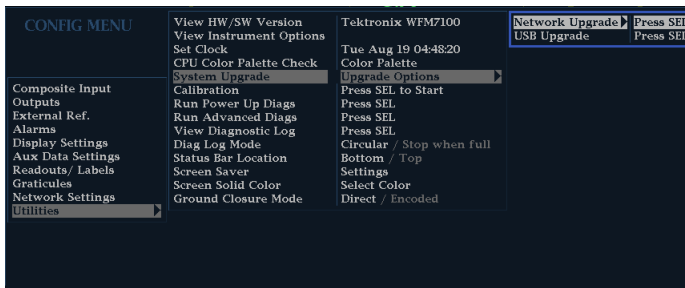 CONFIG MENU
View HW/SW Version Tektronix WFM7100 Network Upgrade Press SEL
View Instrument Options USB Upgrade Press SEL
Set Clock Tue Aug 19 04:48:20
CPU Color Palette Check Color Palette
System Upgrade Upgrade Options
Composite Input Calibration Press SEL to Start
Outputs Run Power Up Diags Press SEL
External Ref. Run Advanced Diags Press SEL
Alarms View Diagnostic Log Press SEL
Display Settings Diag Log Mode Circular / Stop when full
Aux Data Settings Status Bar Location Bottom / Top
Readouts/ Labels Screen Saver Settings
Graticules Screen Solid Color Select Color
Network Settings Ground Closure Mode Direct / Encoded
Utilities